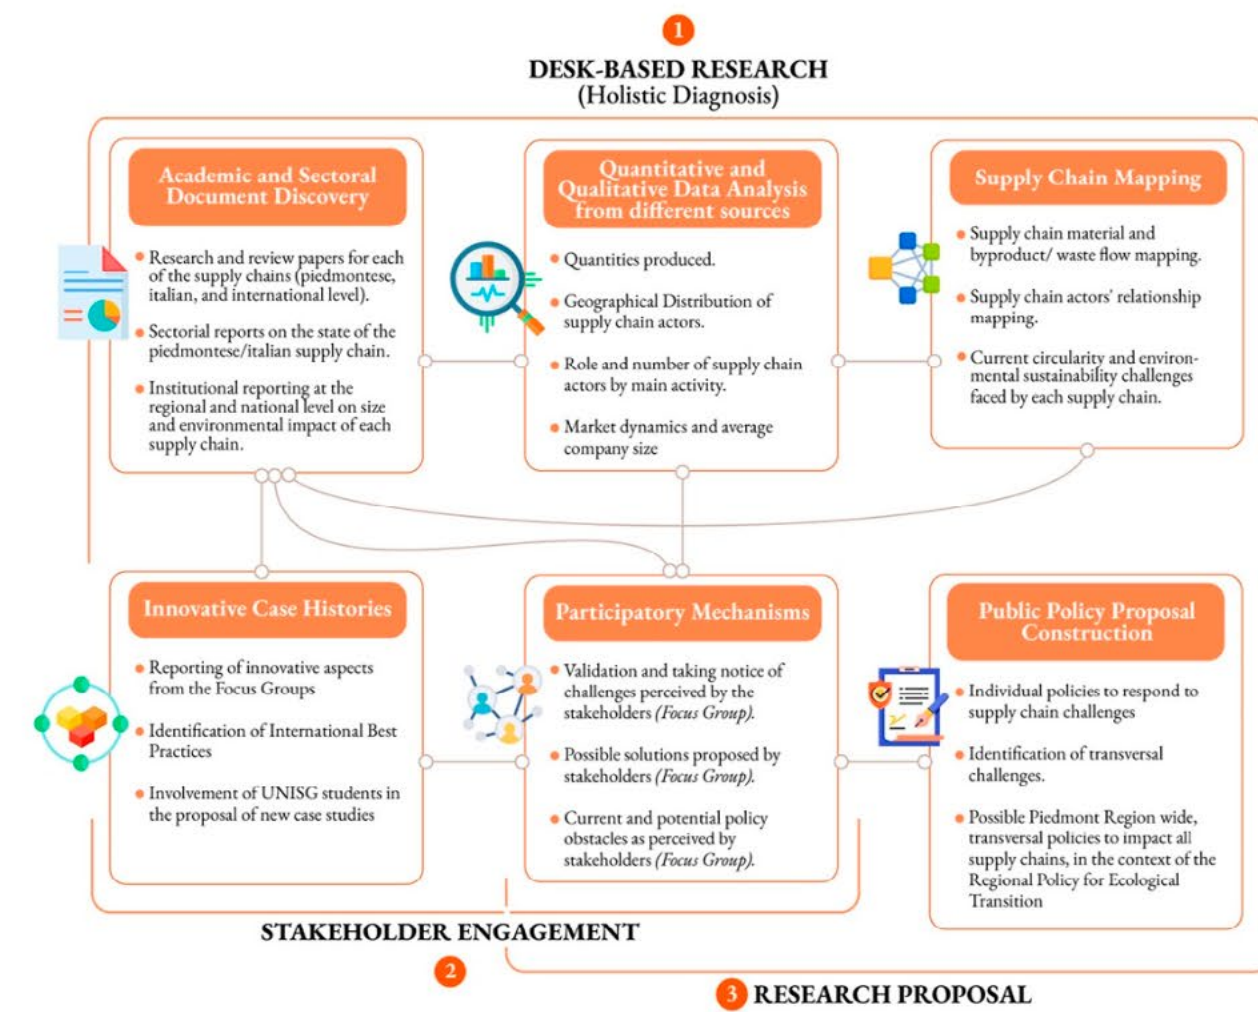 1
DESK-BASED RESEARCH
(Holistic Diagnosis)
Academic and Sectoral
Document Discovery
Research and review papers for each
of the supply chains (piedmontese,
italian, and international level).
Sectorial reports on the state of the
piedmontese/italian supply chain.
Institutional reporting at the
regional and national level on size
and environmental impact of each
supply chain.
Quantitative and
Qualitative Data Analysis
from different sources
Quantities produced.
Geographical Distribution of
supply chain actors.
Role and number of supply chain
actors by main activity.
Market dynamics and average
company size
Supply Chain Mapping
Supply chain material and
byproduct/ waste flow mapping.
Supply chain actors' relationship
mapping.
Current circularity and environ-
mental sustainability challenges
faced by each supply chain.
Innovative Case Histories
Reporting of innovative aspects
from the Focus Groups
Identification of International Best
Practices
Involvement of UNISG students in
the proposal of new case studies
Participatory Mechanisms
Validation and taking notice of
challenges perceived by the
stakeholders (Focus Group).
Possible solutions proposed by
stakeholders (Focus Group).
Current and potential policy
obstacles as perceived by
stakeholders (Focus Group).
Public Policy Proposal
Construction
Individual policies to respond to
supply chain challenges
Identification of transversal
challenges.
Possible Piedmont Region wide,
transversal policies to impact all
supply chains, in the context of the
Regional Policy for Ecological
Transition
STAKEHOLDER ENGAGEMENT
2
3 RESEARCH PROPOSAL